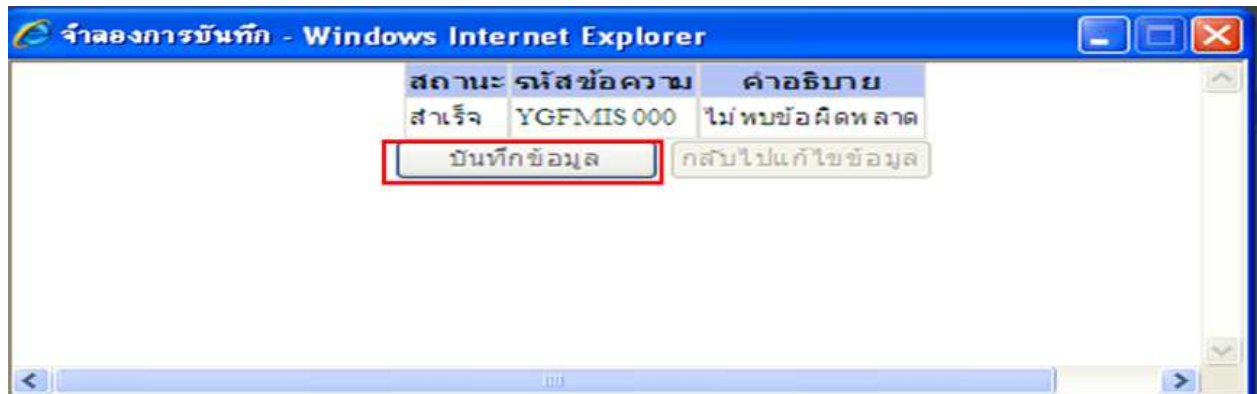 จำลองการบันทึก - Windows Internet Explorer
สถานะ รหัสข้อความ คำอธิบาย
สำเร็จ YGFMIS 000 ไม่พบข้อผิดพลาด
บันทึกข้อมูล กลับไปแก้ไขข้อมูล